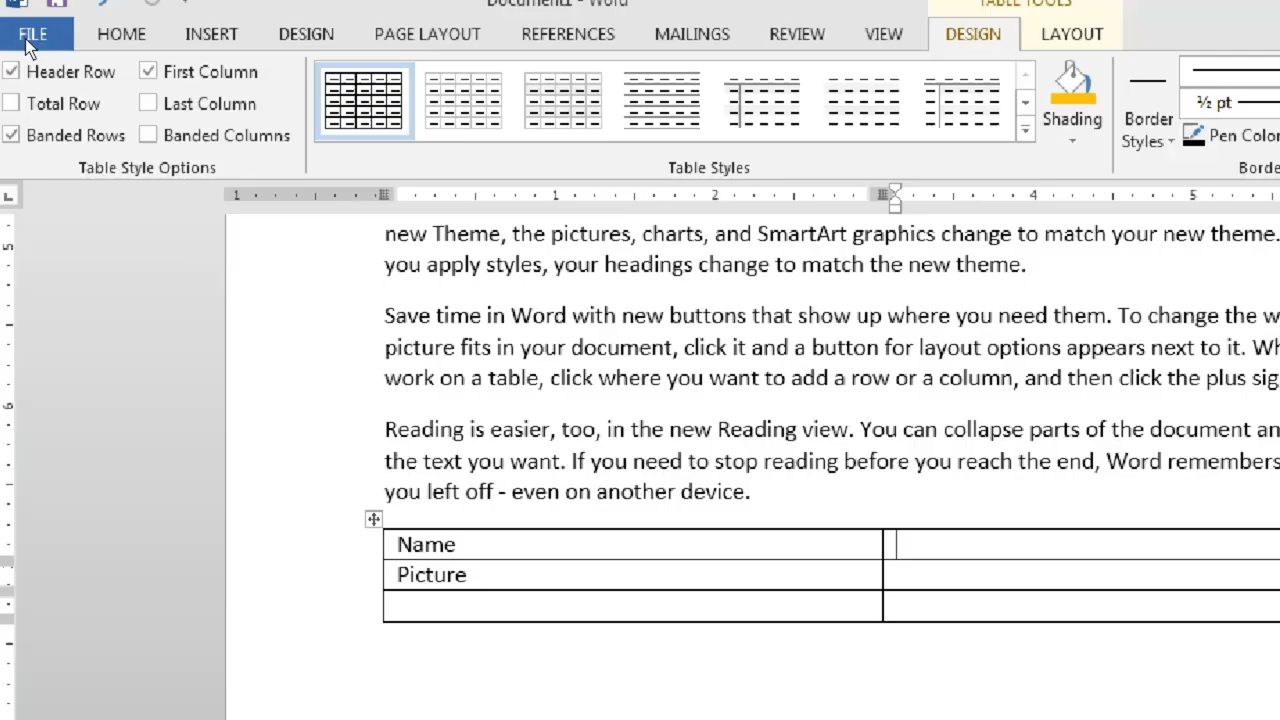 Document1 - Word
TABLE TOOLS
FILE HOME INSERT DESIGN PAGE LAYOUT REFERENCES MAILINGS REVIEW VIEW DESIGN LAYOUT
Header Row First Column
Total Row Last Column
Banded Rows Banded Columns
Table Style Options
Table Styles
Shading
Border
Styles
½ pt
Pen Color
Borde
1 1 2 4 5
5
6
new Theme, the pictures, charts, and SmartArt graphics change to match your new theme.
you apply styles, your headings change to match the new theme.
Save time in Word with new buttons that show up where you need them. To change the w
picture fits in your document, click it and a button for layout options appears next to it. Wh
work on a table, click where you want to add a row or a column, and then click the plus sig
Reading is easier, too, in the new Reading view. You can collapse parts of the document an
the text you want. If you need to stop reading before you reach the end, Word remembers
you left off - even on another device.
Name
Picture